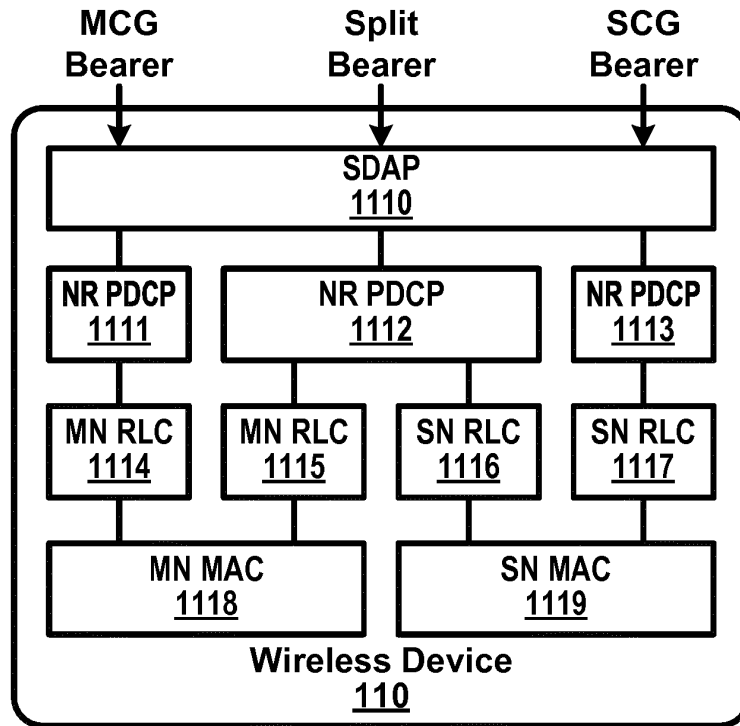 MCG Bearer
Split Bearer
SCG Bearer
SDAP
1110
NR PDCP
1111
NR PDCP
1112
NR PDCP
1113
MN RLC
1114
MN RLC
1115
SN RLC
1116
SN RLC
1117
MN MAC
1118
SN MAC
1119
Wireless Device
110